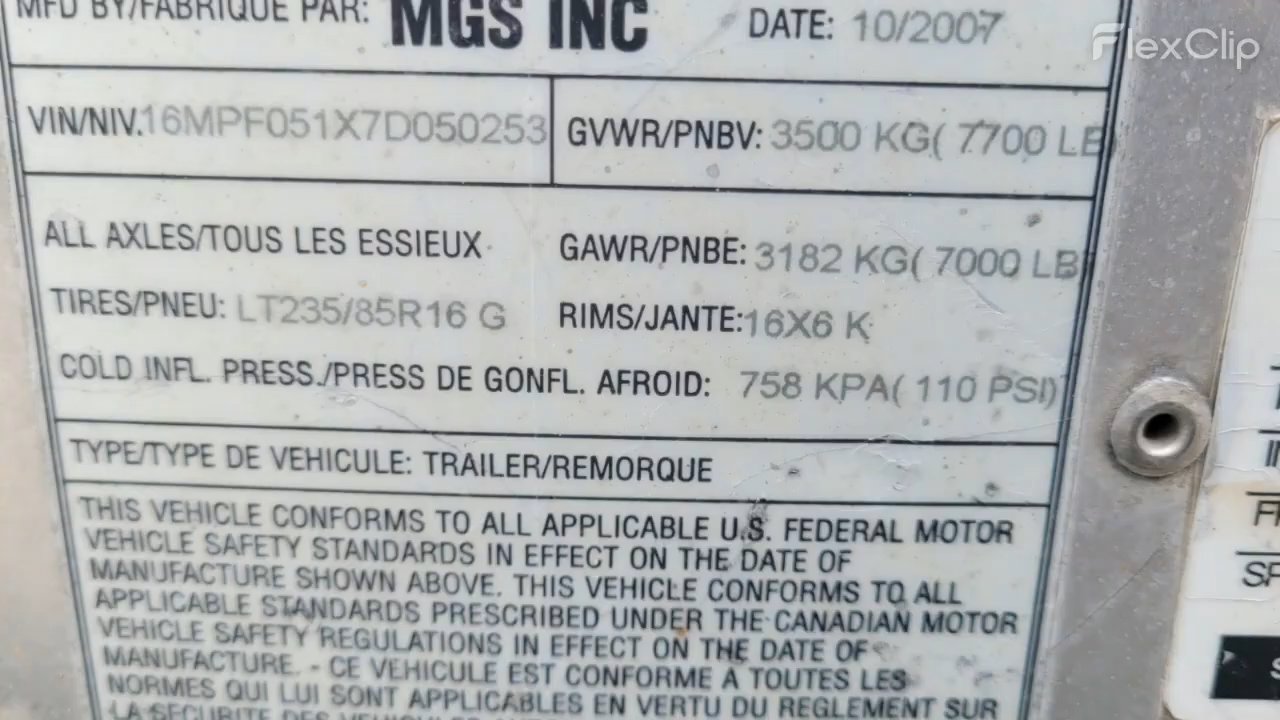 MFD BY/FABRIQUE PAR: MGS INC DATE: 10/2007
FlexClip
VIN/NIV.16MPF051X7D050253 GVWR/PNBV: 3500 KG( 7700 LB
ALL AXLES/TOUS LES ESSIEUX GAWR/PNBE: 3182 KG( 7000 LB)
TIRES/PNEU: LT235/85R16 G RIMS/JANTE:16X6 K
COLD INFL. PRESS./PRESS DE GONFL. AFROID: 758 KPA( 110 PSI)
TYPE/TYPE DE VEHICULE: TRAILER/REMORQUE
THIS VEHICLE CONFORMS TO ALL APPLICABLE U.S. FEDERAL MOTOR
VEHICLE SAFETY STANDARDS IN EFFECT ON THE DATE OF
MANUFACTURE SHOWN ABOVE. THIS VEHICLE CONFORMS TO ALL
APPLICABLE STANDARDS PRESCRIBED UNDER THE CANADIAN MOTOR
VEHICLE SAFETY REGULATIONS IN EFFECT ON THE DATE OF
MANUFACTURE. - CE VEHICULE EST CONFORME A TOUTES LES
NORMES QUI LUI SONT APPLICABLES EN VERTU DU REGLEMENT SUR
LA SECURITE DES VEHICULES